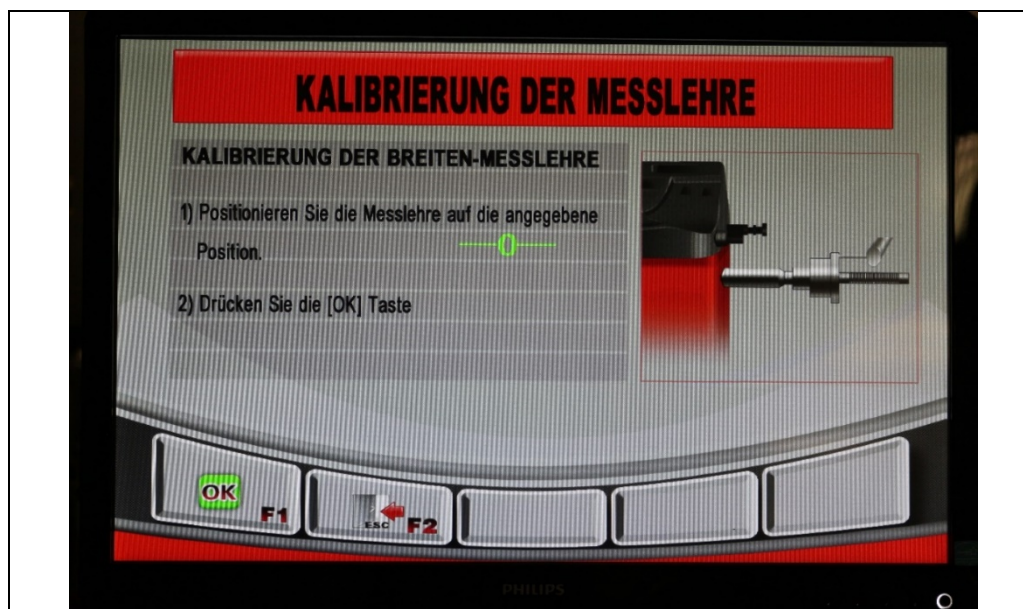 KALIBRIERUNG DER MESSLEHRE
KALIBRIERUNG DER BREITEN-MESSLEHRE
1) Positionieren Sie die Messlehre auf die angegebene
Position.
0
2) Drücken Sie die [OK] Taste
OK
F1
ESC
F2
PHILIPS